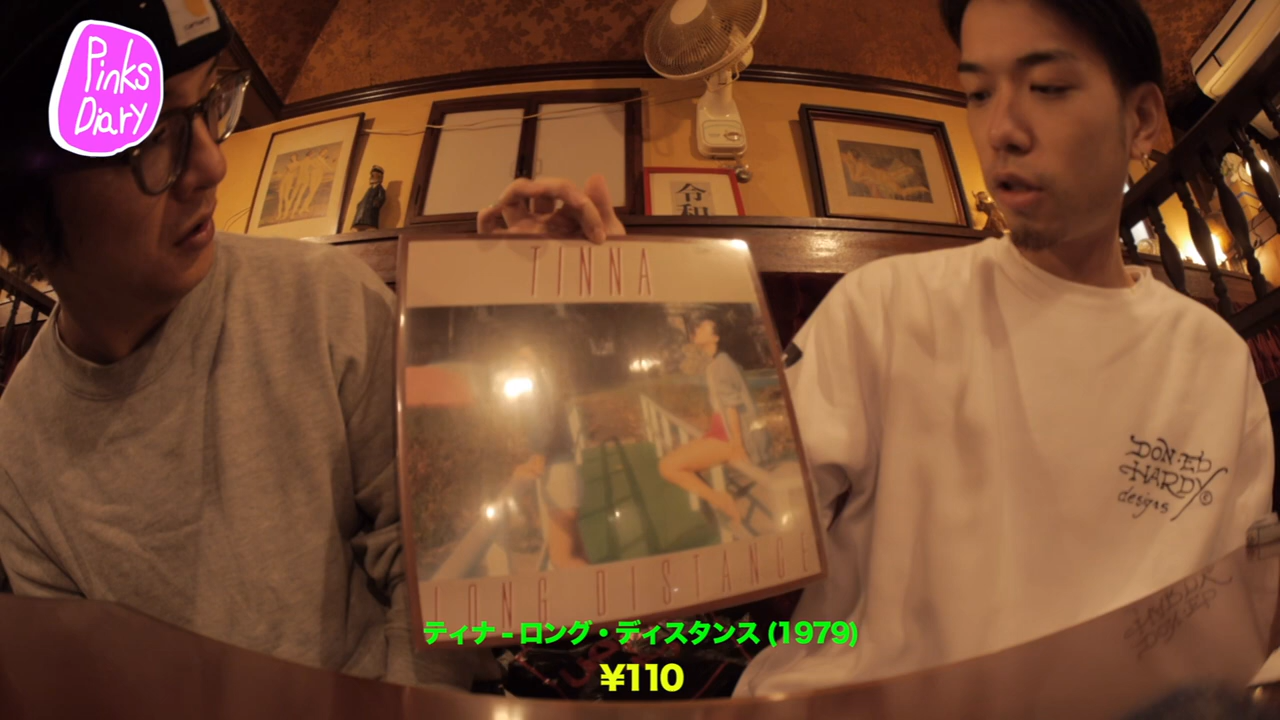 Pinks
Diary
carhartt
令和
TINNA
DON·ED
HARDY®
designs
LONG DISTANCE
ティナ - ロング・ディスタンス (1979)
¥110